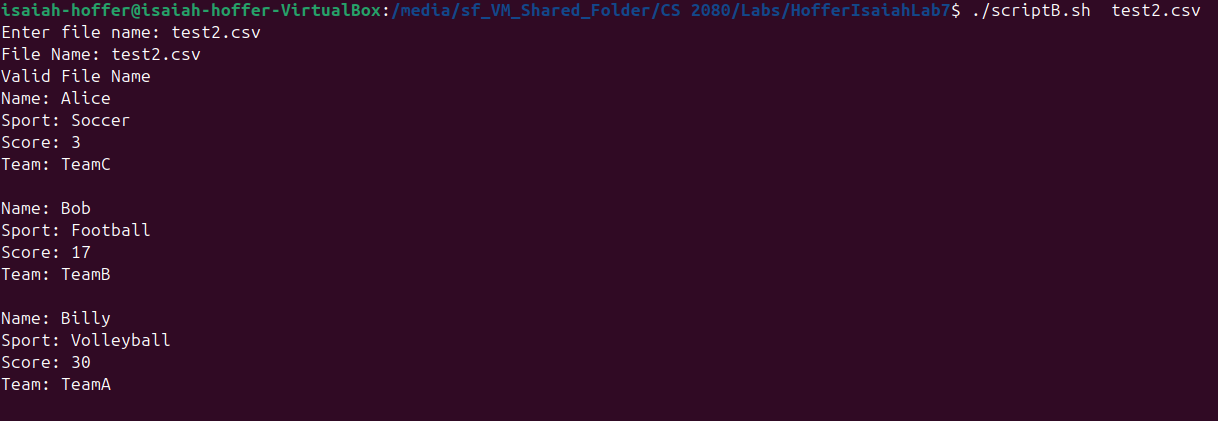 isaiah-hoffer@isaiah-hoffer-VirtualBox:/media/sf_VM_Shared_Folder/CS 2080/Labs/HofferIsaiahLab7$ ./scriptB.sh  test2.csv
Enter file name: test2.csv
File Name: test2.csv
Valid File Name
Name: Alice
Sport: Soccer
Score: 3
Team: TeamC

Name: Bob
Sport: Football
Score: 17
Team: TeamB

Name: Billy
Sport: Volleyball
Score: 30
Team: TeamA